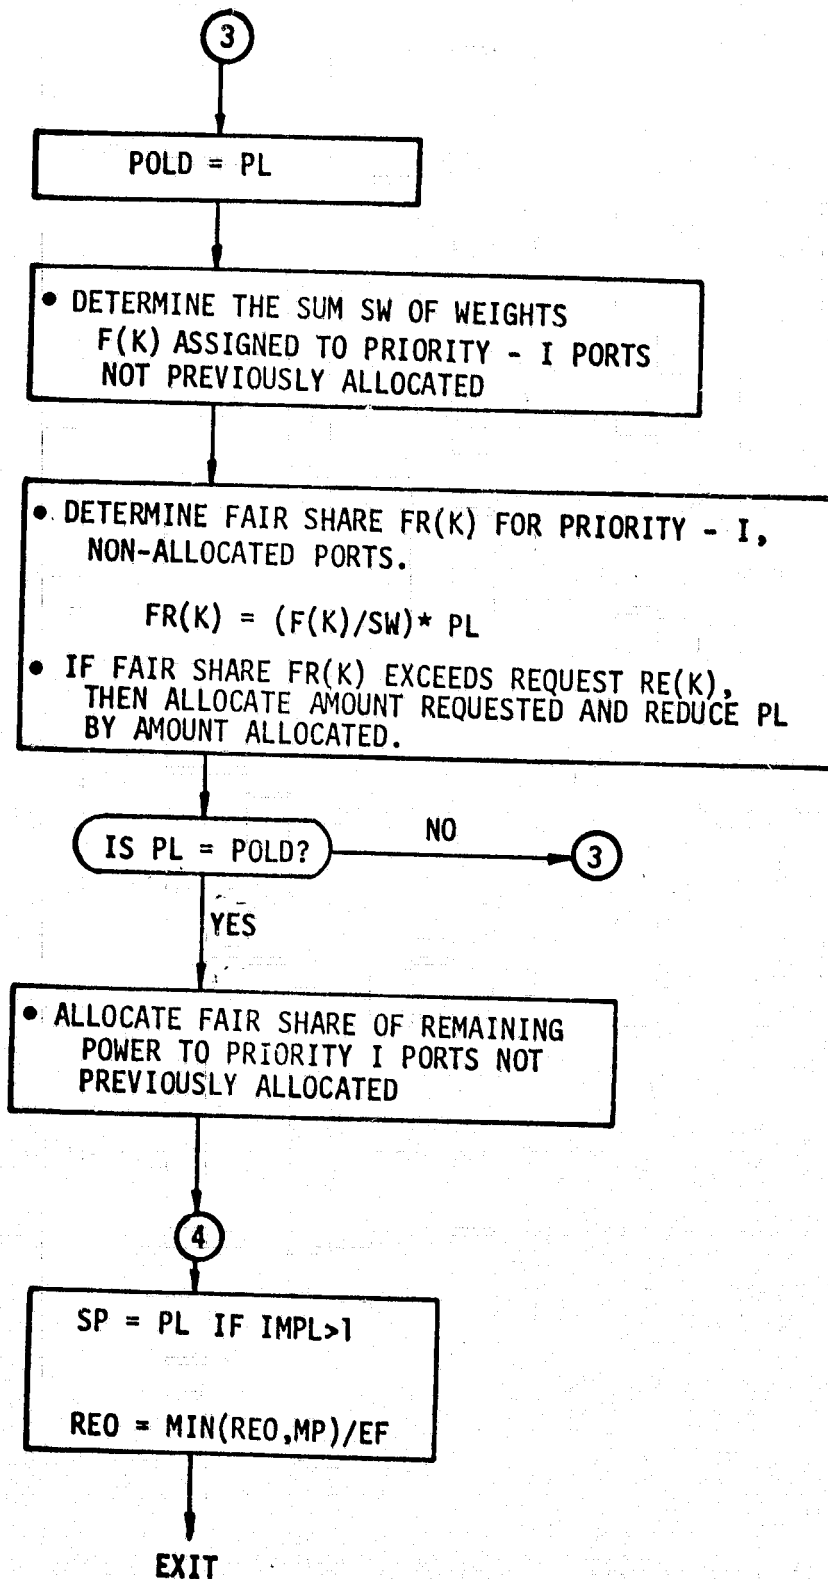 3
POLD = PL
• DETERMINE THE SUM SW OF WEIGHTS
F(K) ASSIGNED TO PRIORITY - I PORTS
NOT PREVIOUSLY ALLOCATED
• DETERMINE FAIR SHARE FR(K) FOR PRIORITY - I,
NON-ALLOCATED PORTS.
FR(K) = (F(K)/SW)* PL
• IF FAIR SHARE FR(K) EXCEEDS REQUEST RE(K),
THEN ALLOCATE AMOUNT REQUESTED AND REDUCE PL
BY AMOUNT ALLOCATED.
IS PL = POLD?
NO
3
YES
• ALLOCATE FAIR SHARE OF REMAINING
POWER TO PRIORITY I PORTS NOT
PREVIOUSLY ALLOCATED
4
SP = PL IF IMPL>1
REO = MIN(REO,MP)/EF
EXIT